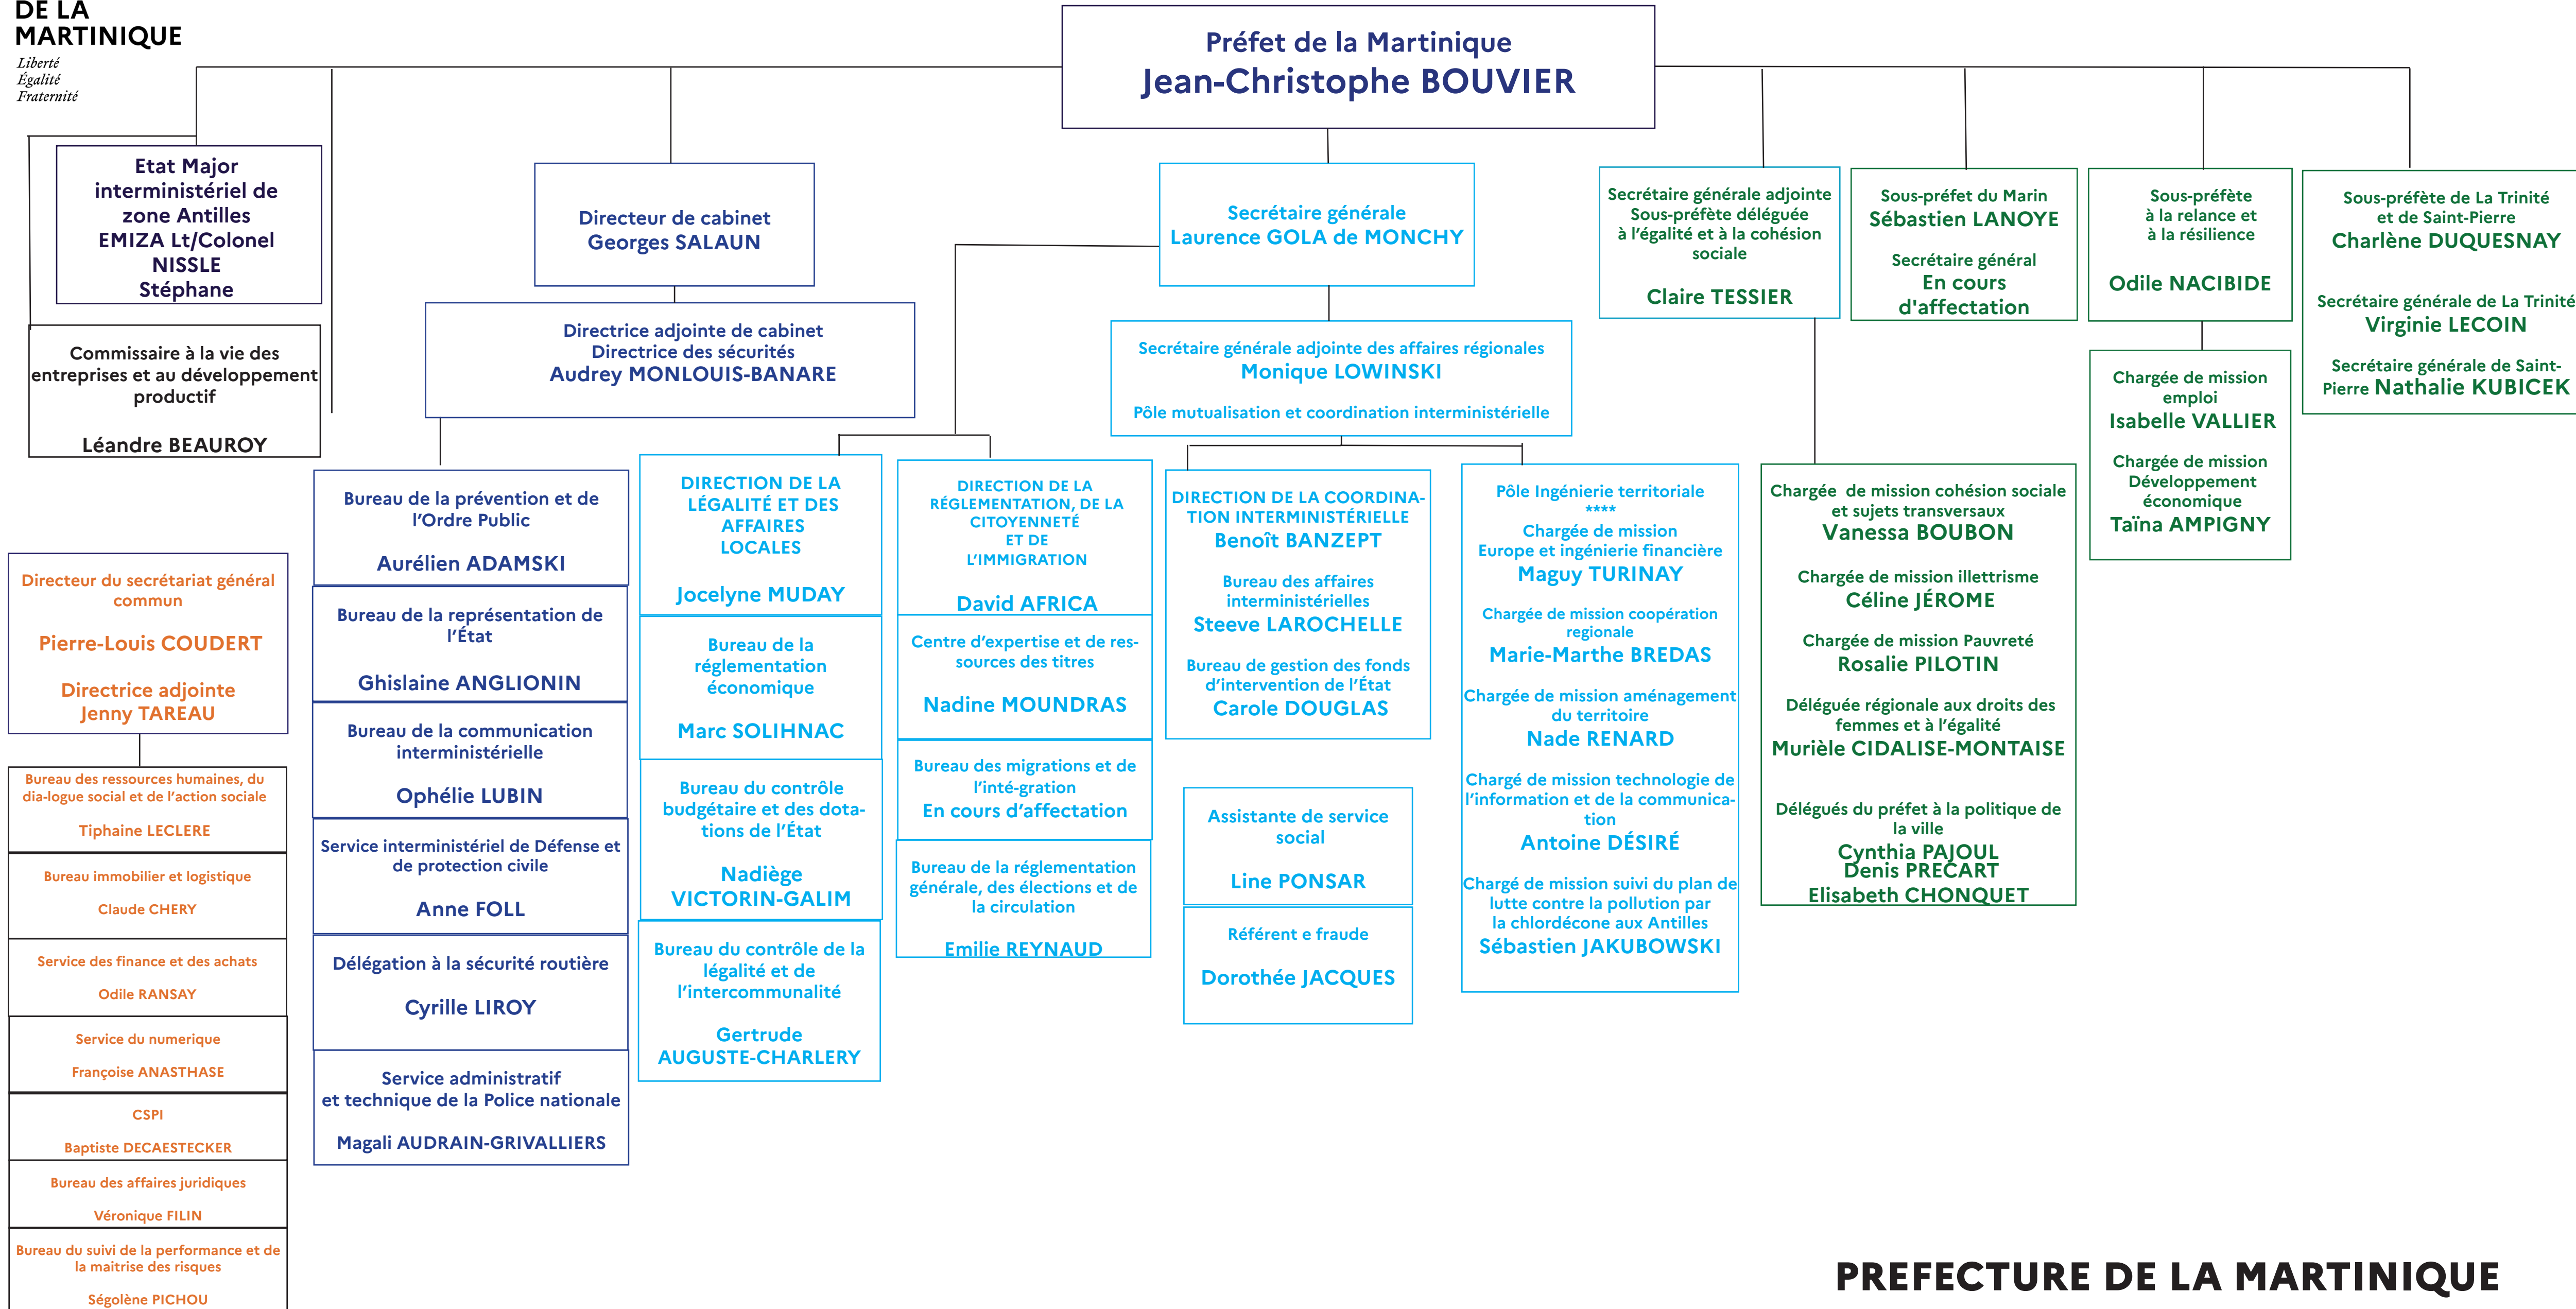 DE LA
MARTINIQUE
Liberté
Égalité
Fraternité
Préfet de la Martinique
Jean-Christophe BOUVIER
Etat Major
interministériel de
zone Antilles
EMIZA Lt/Colonel
NISSLE
Stéphane
Commissaire à la vie des
entreprises et au développement
productif
Léandre BEAUROY
Directeur de cabinet
Georges SALAUN
Directrice adjointe de cabinet
Directrice des sécurités
Audrey MONLOUIS-BANARE
Secrétaire générale
Laurence GOLA de MONCHY
Secrétaire générale adjointe des affaires régionales
Monique LOWINSKI
Pôle mutualisation et coordination interministérielle
Secrétaire générale adjointe
Sous-préfète déléguée
à l’égalité et à la cohésion
sociale
Claire TESSIER
Sous-préfet du Marin
Sébastien LANOYE
Secrétaire général
En cours
d'affectation
Sous-préfète
à la relance et
à la résilience
Odile NACIBIDE
Chargée de mission
emploi
Isabelle VALLIER
Chargée de mission
Développement
économique
Taïna AMPIGNY
Sous-préfète de La Trinité
et de Saint-Pierre
Charlène DUQUESNAY
Secrétaire générale de La Trinité
Virginie LECOIN
Secrétaire générale de Saint-
Pierre Nathalie KUBICEK
Directeur du secrétariat général
commun
Pierre-Louis COUDERT
Directrice adjointe
Jenny TAREAU
Bureau des ressources humaines, du
dia-logue social et de l’action sociale
Tiphaine LECLERE
Bureau immobilier et logistique
Claude CHERY
Service des finance et des achats
Odile RANSAY
Service du numerique
Françoise ANASTHASE
CSPI
Baptiste DECAESTECKER
Bureau des affaires juridiques
Véronique FILIN
Bureau du suivi de la performance et de
la maitrise des risques
Ségolène PICHOU
Bureau de la prévention et de
l’Ordre Public
Aurélien ADAMSKI
Bureau de la représentation de
l’État
Ghislaine ANGLIONIN
Bureau de la communication
interministérielle
Ophélie LUBIN
Service interministériel de Défense et
de protection civile
Anne FOLL
Délégation à la sécurité routière
Cyrille LIROY
Service administratif
et technique de la Police nationale
Magali AUDRAIN-GRIVALLIERS
DIRECTION DE LA
LÉGALITÉ ET DES
AFFAIRES
LOCALES
Jocelyne MUDAY
Bureau de la
réglementation
économique
Marc SOLIHNAC
Bureau du contrôle
budgétaire et des dota-
tions de l’État
Nadiège
VICTORIN-GALIM
Bureau du contrôle de la
légalité et de
l’intercommunalité
Gertrude
AUGUSTE-CHARLERY
DIRECTION DE LA
RÉGLEMENTATION, DE LA
CITOYENNETÉ
ET DE
L’IMMIGRATION
David AFRICA
Centre d’expertise et de res-
sources des titres
Nadine MOUNDRAS
Bureau des migrations et de
l’inté-gration
En cours d’affectation
Bureau de la réglementation
générale, des élections et de
la circulation
Emilie REYNAUD
DIRECTION DE LA COORDINA-
TION INTERMINISTÉRIELLE
Benoît BANZEPT
Bureau des affaires
interministérielles
Steeve LAROCHELLE
Bureau de gestion des fonds
d’intervention de l’État
Carole DOUGLAS
Assistante de service
social
Line PONSAR
Référent e fraude
Dorothée JACQUES
Pôle Ingénierie territoriale
****
Chargée de mission
Europe et ingénierie financière
Maguy TURINAY
Chargée de mission coopération
regionale
Marie-Marthe BREDAS
Chargée de mission aménagement
du territoire
Nade RENARD
Chargé de mission technologie de
l’information et de la communica-
tion
Antoine DÉSIRÉ
Chargé de mission suivi du plan de
lutte contre la pollution par
la chlordécone aux Antilles
Sébastien JAKUBOWSKI
Chargée de mission cohésion sociale
et sujets transversaux
Vanessa BOUBON
Chargée de mission illettrisme
Céline JÉROME
Chargée de mission Pauvreté
Rosalie PILOTIN
Déléguée régionale aux droits des
femmes et à l’égalité
Murièle CIDALISE-MONTAISE
Délégués du préfet à la politique de
la ville
Cynthia PAJOUL
Denis PRECART
Elisabeth CHONQUET
PREFECTURE DE LA MARTINIQUE